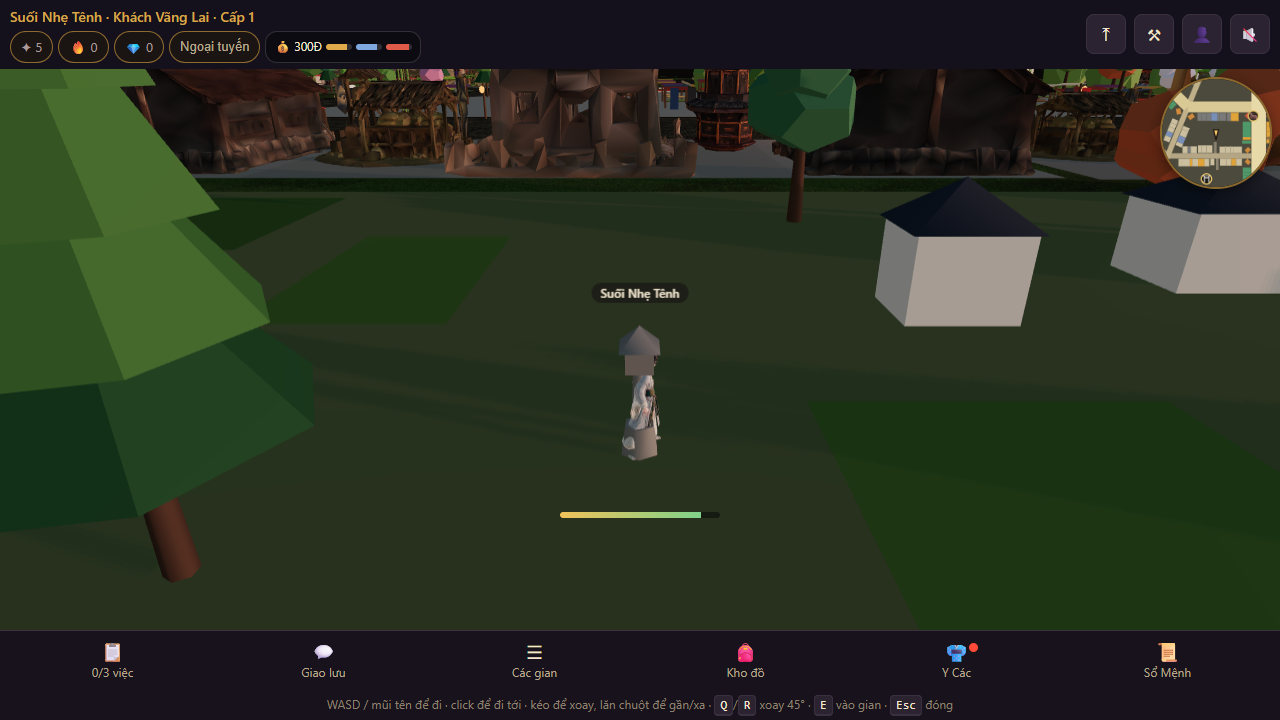 Suối Nhẹ Tênh · Khách Vãng Lai · Cấp 1
5
0
0
Ngoại tuyến
300Đ
Suối Nhẹ Tênh
0/3 việc
Giao lưu
Các gian
Kho đồ
Y Các
Sổ Mệnh
WASD / mũi tên để đi · click để đi tới · kéo để xoay, lăn chuột để gần/xa · Q / R xoay 45° · E vào gian · Esc đóng